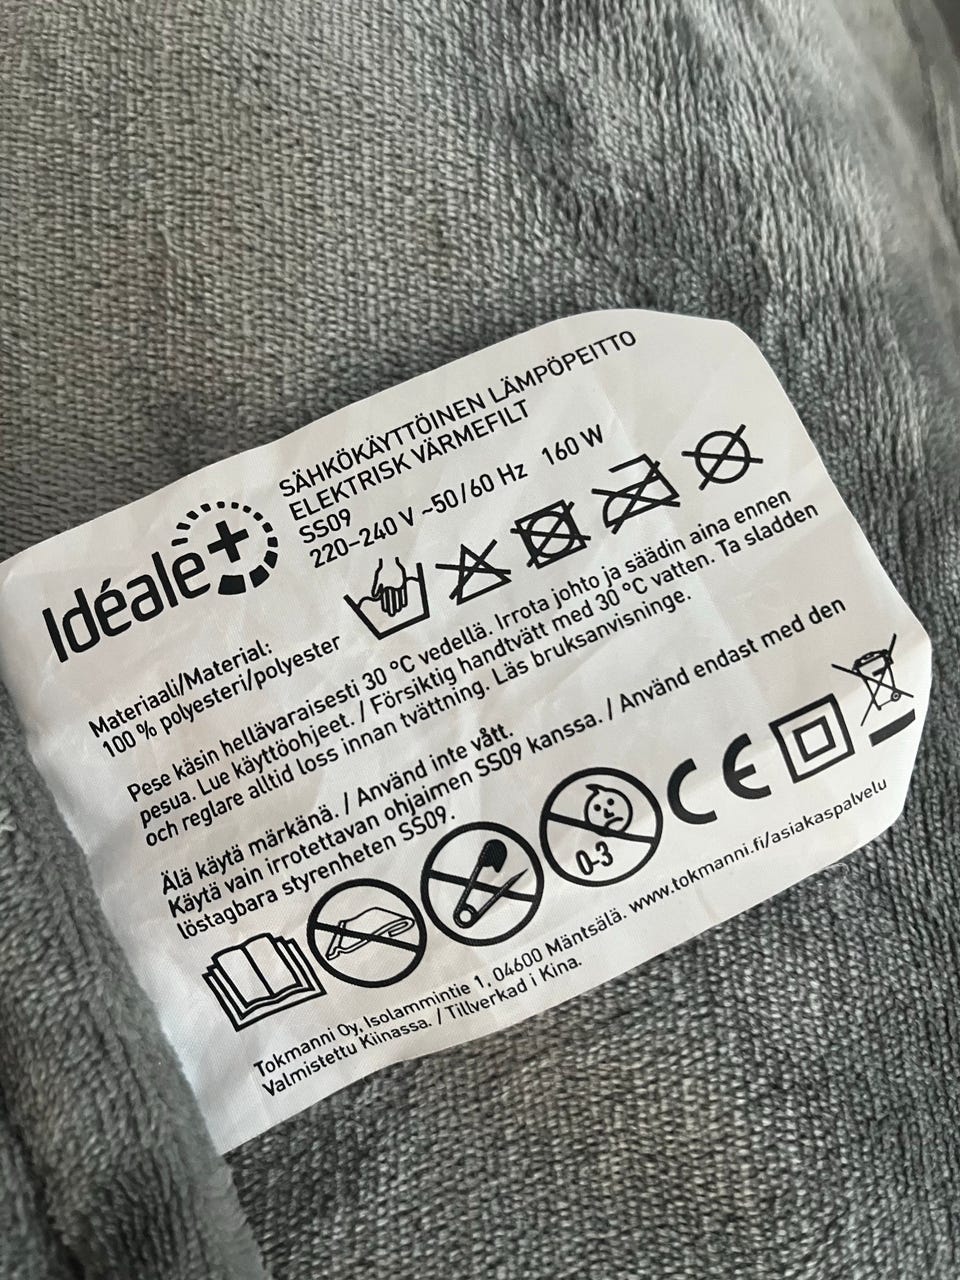 Idéale+
SÄHKÖKÄYTTÖINEN LÄMPÖPEITTO
ELEKTRISK VÄRMEFILT
SS09
220–240 V ~50/60 Hz 160 W
Materiaali/Material:
100 % polyesteri/polyester
Pese käsin hellävaraisesti 30 °C vedellä. Irrota johto ja säädin aina ennen
pesua. Lue käyttöohjeet. / Försiktig handtvätt med 30 °C vatten. Ta sladden
och reglare alltid loss innan tvättning. Läs bruksanvisninge.
Älä käytä märkänä. / Använd inte vått.
Käytä vain irrotettavan ohjaimen SS09 kanssa. / Använd endast med den
löstagbara styrenheten SS09.
0-3
CE
Tokmanni Oy, Isolammintie 1, 04600 Mäntsälä. www.tokmanni.fi/asiakaspalvelu
Valmistettu Kiinassa. / Tillverkad i Kina.